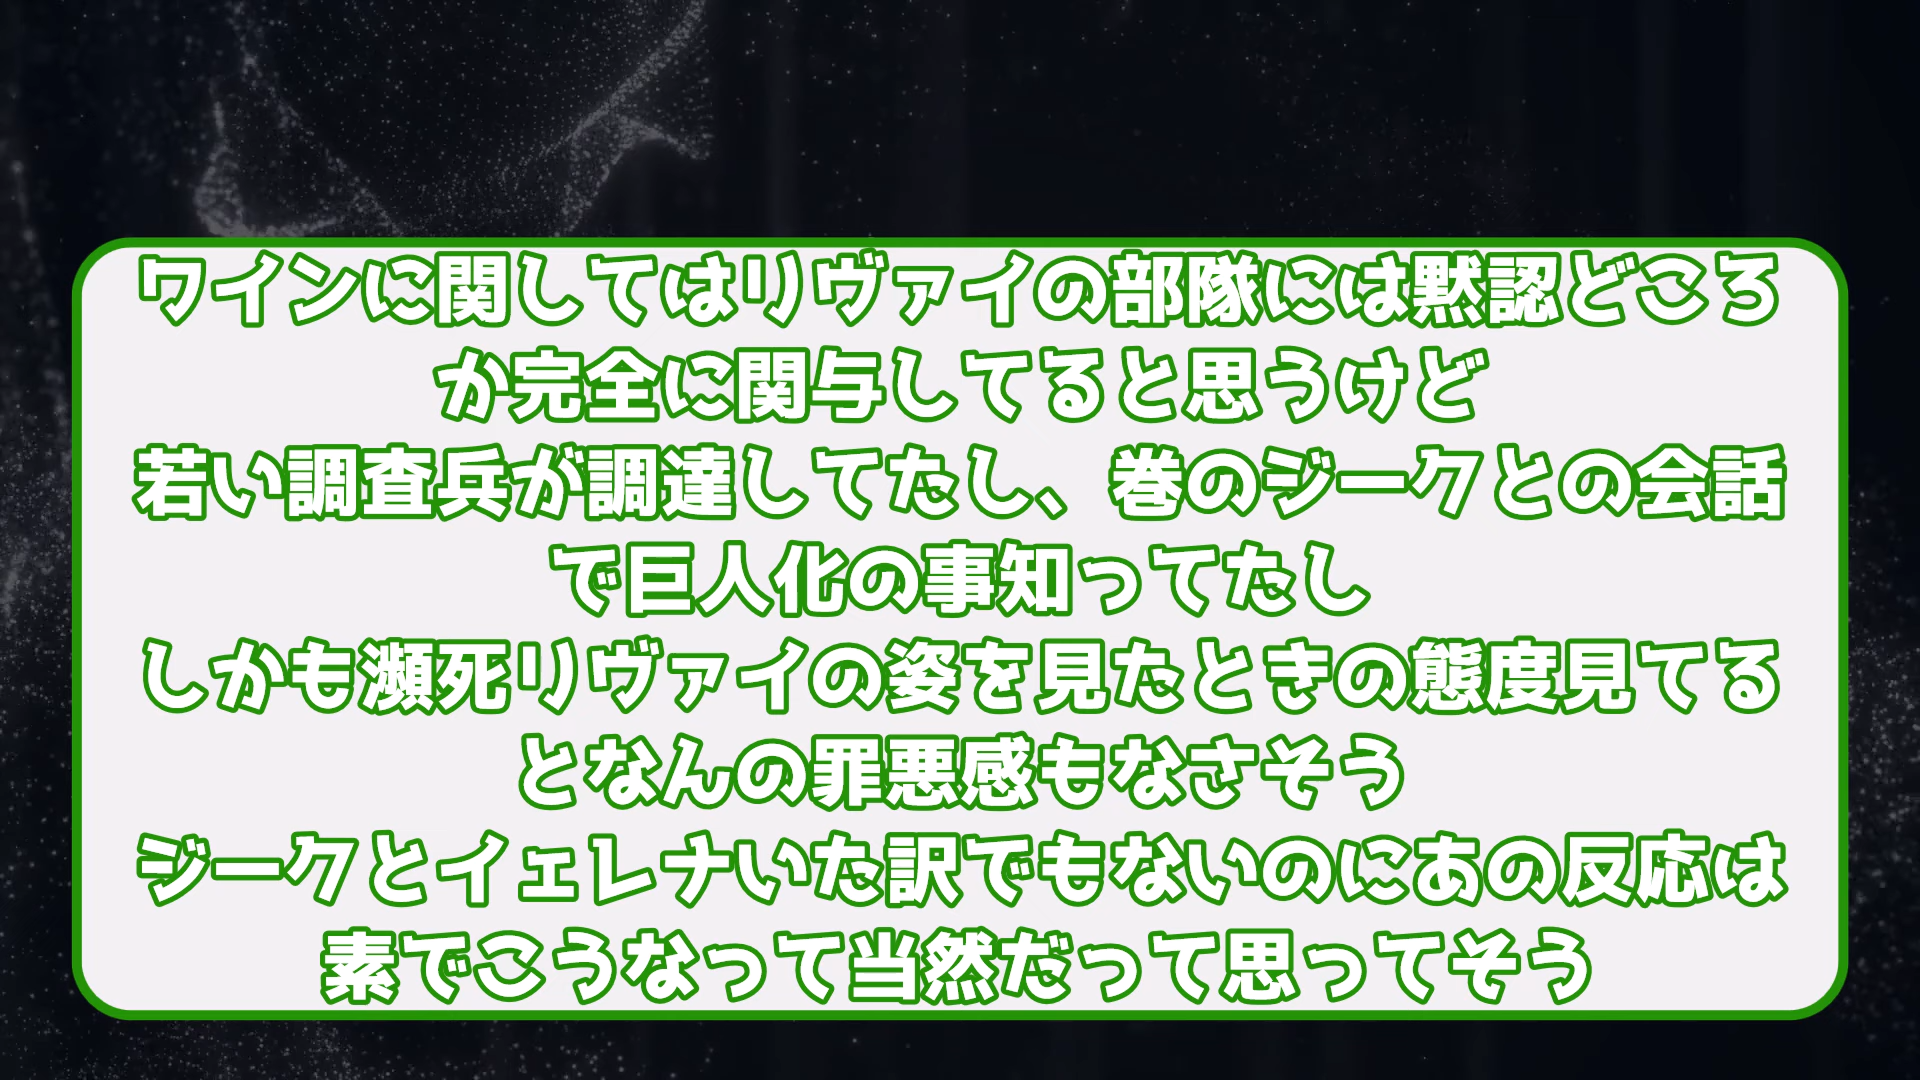 ワインに関してはリヴァイの部隊には黙認どころ
か完全に関与してると思うけど
若い調査兵が調達してたし、巻のジークとの会話
で巨人化の事知ってたし
しかも瀕死リヴァイの姿を見たときの態度見てる
となんの罪悪感もなさそう
ジークとイェレナいた訳でもないのにあの反応は
素でこうなって当然だって思ってそう